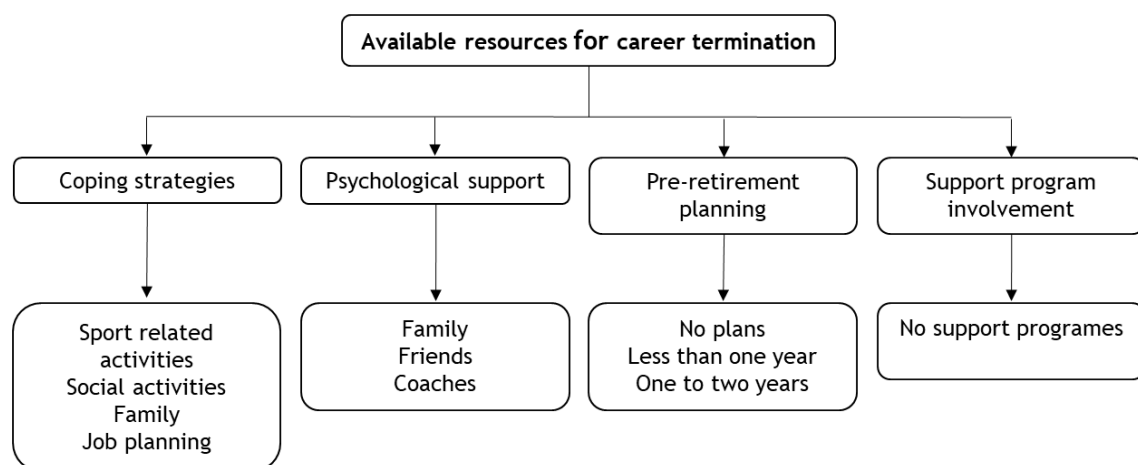 Available resources for career termination
Coping strategies
Psychological support
Pre-retirement
planning
Support program
involvement
Sport related
activities
Social activities
Family
Job planning
Family
Friends
Coaches
No plans
Less than one year
One to two years
No support programes